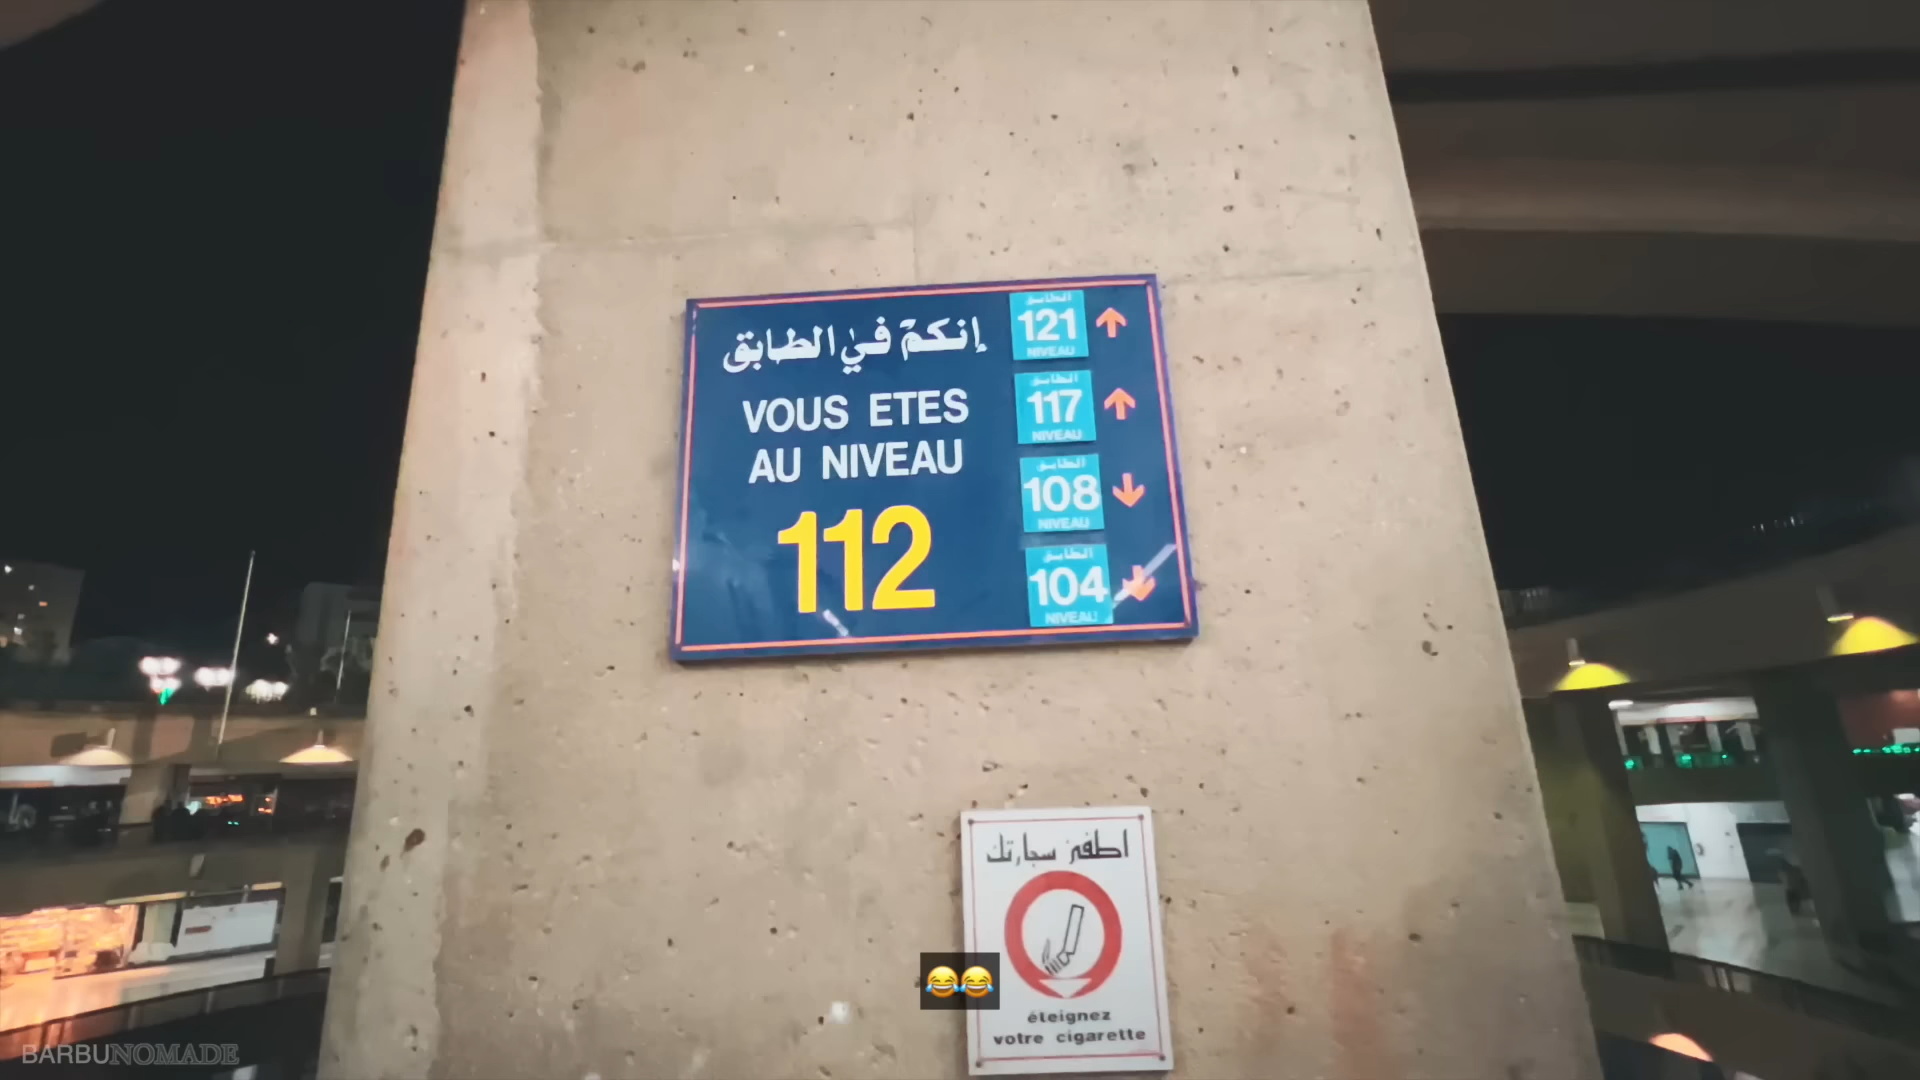 إنكم في الطابق
VOUS ETES
AU NIVEAU
112
الطابق
121
NIVEAU
الطابق
117
NIVEAU
الطابق
108
NIVEAU
الطابق
104
NIVEAU
اطفئ سجارتك
éteignez
votre cigarette
😂😂
BARBUNOMADE